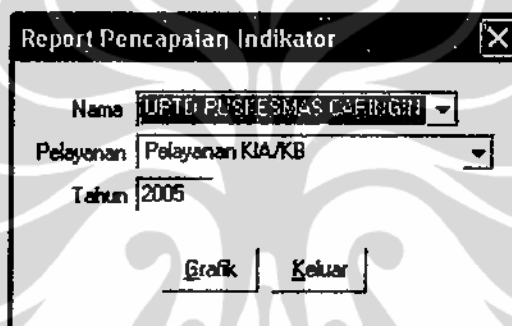 Report Pencapaian Indikator
Nama UPTD PUSKESMAS CARINGIN
Pelayanan Pelayanan KIA/KB
Tahun 2005
Grafik Keluar